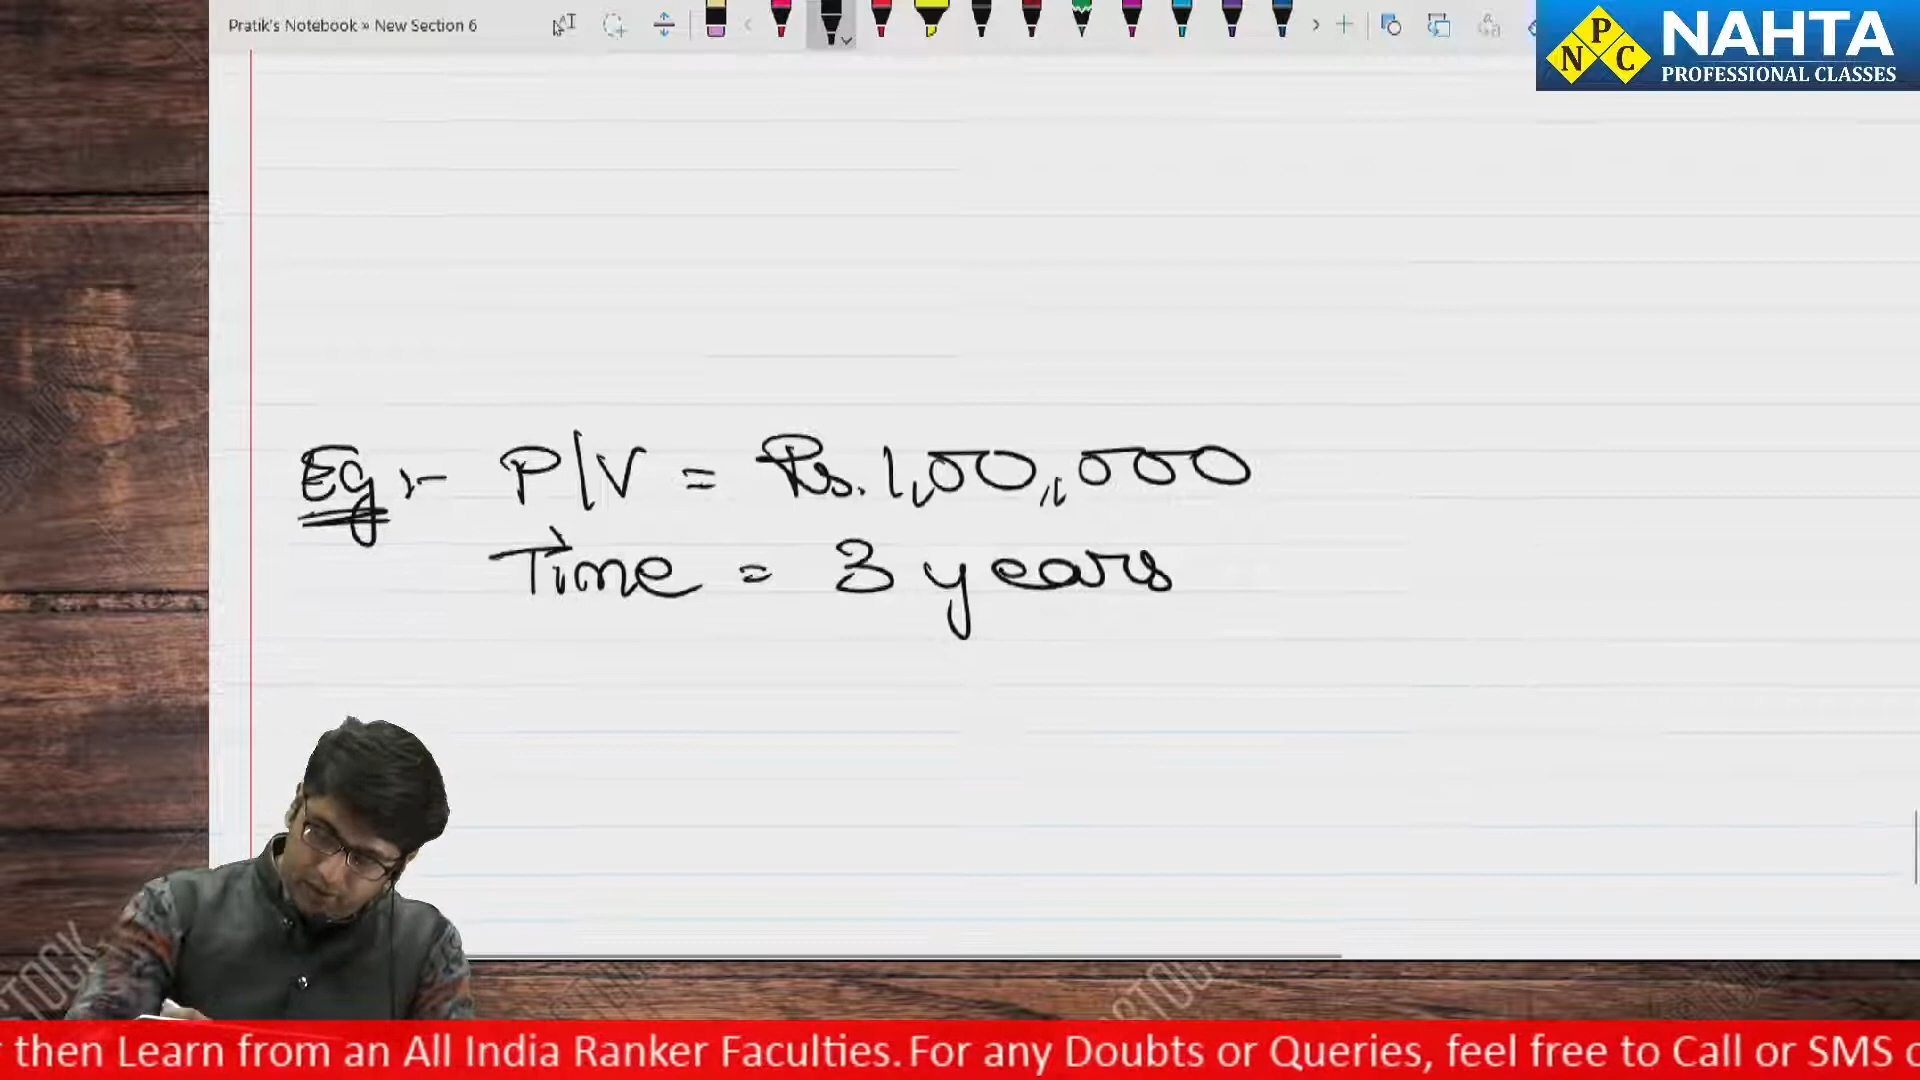 Pratik's Notebook » New Section 6
N P C
NAHTA
PROFESSIONAL CLASSES
Eg:- P/V = Rs. 1,00,000
Time = 3 years
then Learn from an All India Ranker Faculties. For any Doubts or Queries, feel free to Call or SMS